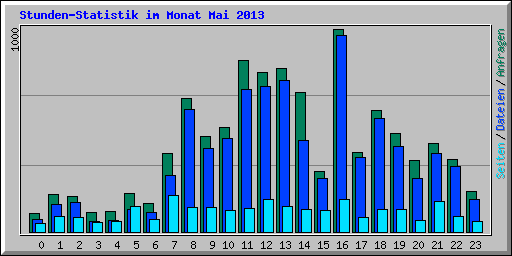 Stunden-Statistik im Monat Mai 2013
1000
Seiten/Dateien/Anfragen
0 1 2 3 4 5 6 7 8 9 10 11 12 13 14 15 16 17 18 19 20 21 22 23